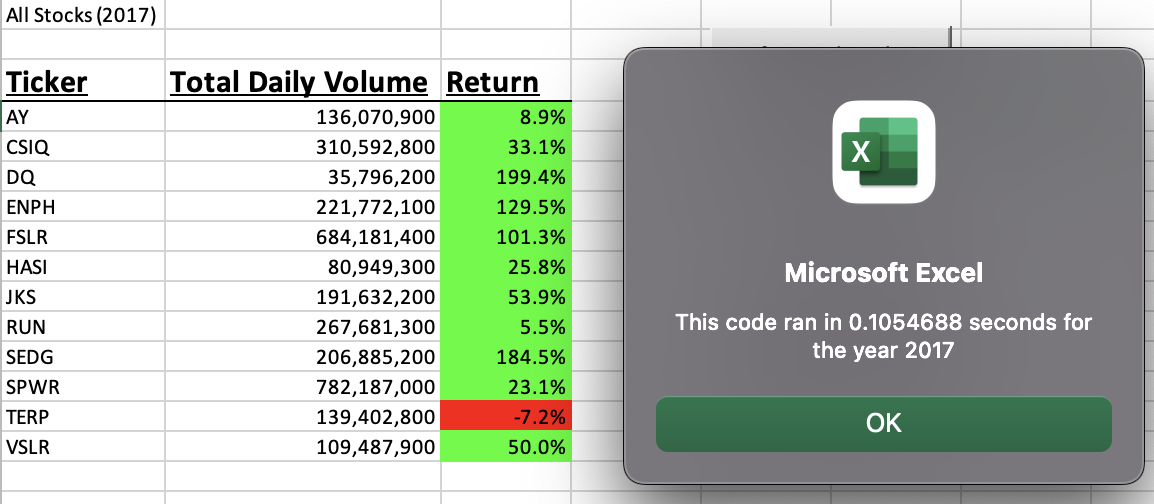 All Stocks (2017)
Ticker Total Daily Volume Return
AY 136,070,900 8.9%
CSIQ 310,592,800 33.1%
DQ 35,796,200 199.4%
ENPH 221,772,100 129.5%
FSLR 684,181,400 101.3%
HASI 80,949,300 25.8%
JKS 191,632,200 53.9%
RUN 267,681,300 5.5%
SEDG 206,885,200 184.5%
SPWR 782,187,000 23.1%
TERP 139,402,800 -7.2%
VSLR 109,487,900 50.0%
X
Microsoft Excel
This code ran in 0.1054688 seconds for
the year 2017
OK